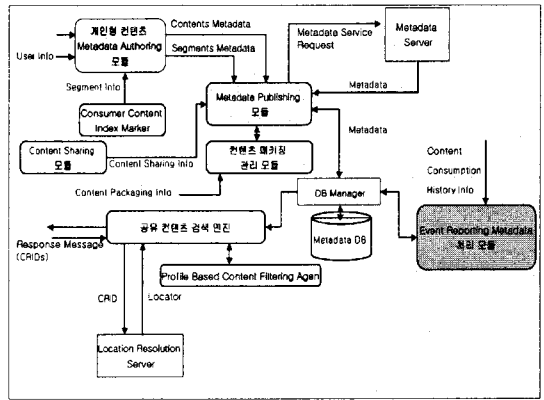 개인형 컨텐츠
Metadata Authoring
모듈
Contents Metadata
Segments Metadata
User Info
Segment Info
Consumer Content
Index Marker
Metadata Service
Request
Metadata
Server
Metadata
Metadata Publishing
모듈
Metadata
Content Sharing
모듈
Content Sharing Info
컨텐츠 패키징
관리 모듈
Content Packaging Info
Content
Consumption
History Info
DB Manager
Metadata DB
공유 컨텐츠 검색 엔진
Response Message
(CRIDs)
Event Reporting Metadata
처리 모듈
Profile Based Content Filtering Agen
CRID
Locator
Location Resolution
Server